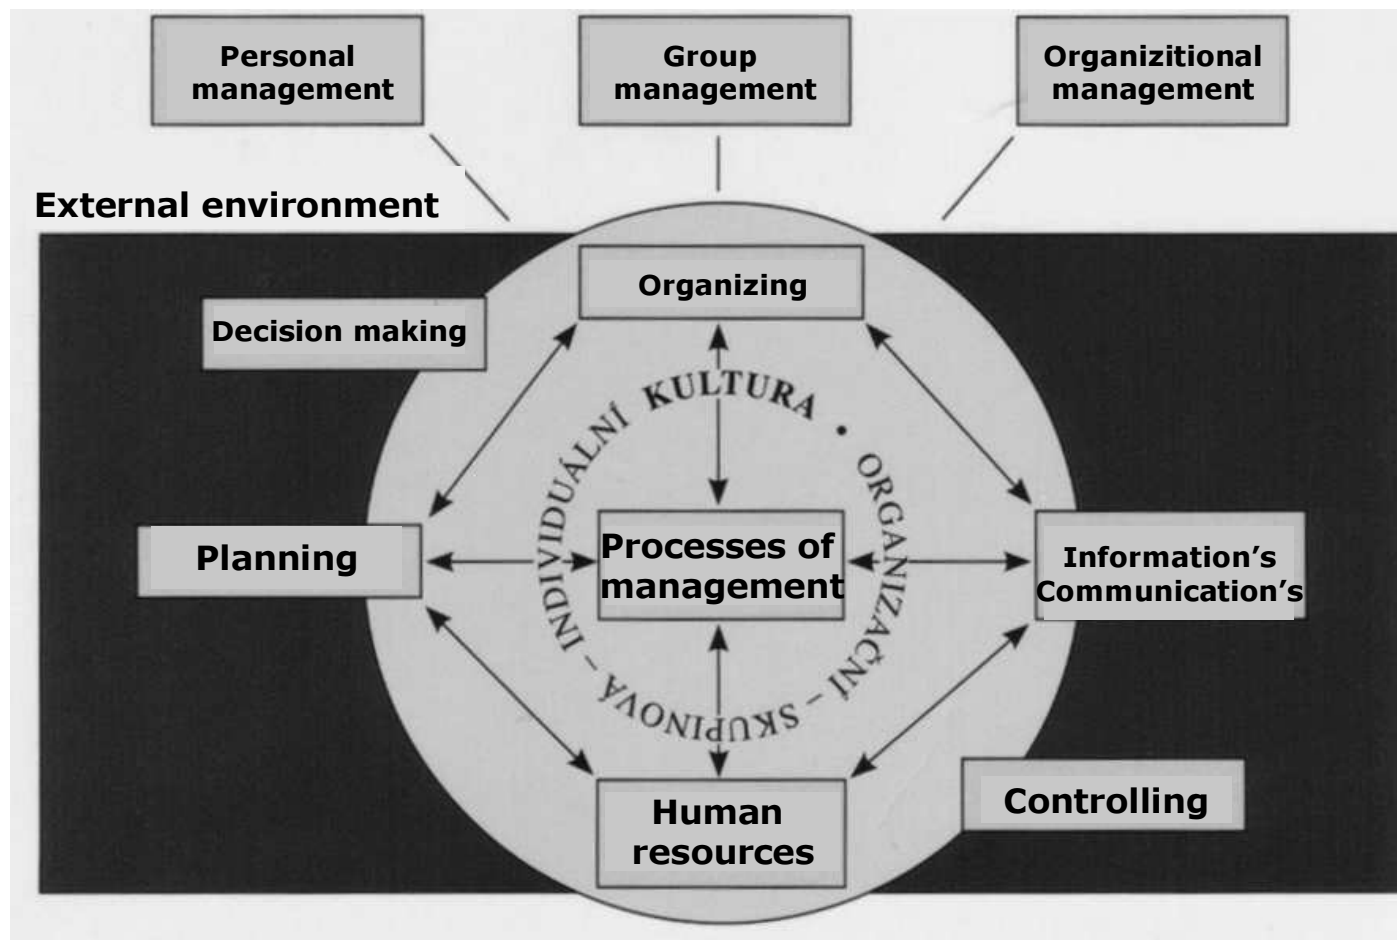 Personal
management
Group
management
Organizitional
management
External environment
Organizing
Decision making
KULTURA • ORGANIZAČNÍ – SKUPINOVÁ – INDIVIDUÁLNÍ
Planning
Processes of
management
Information’s
Communication’s
Human
resources
Controlling